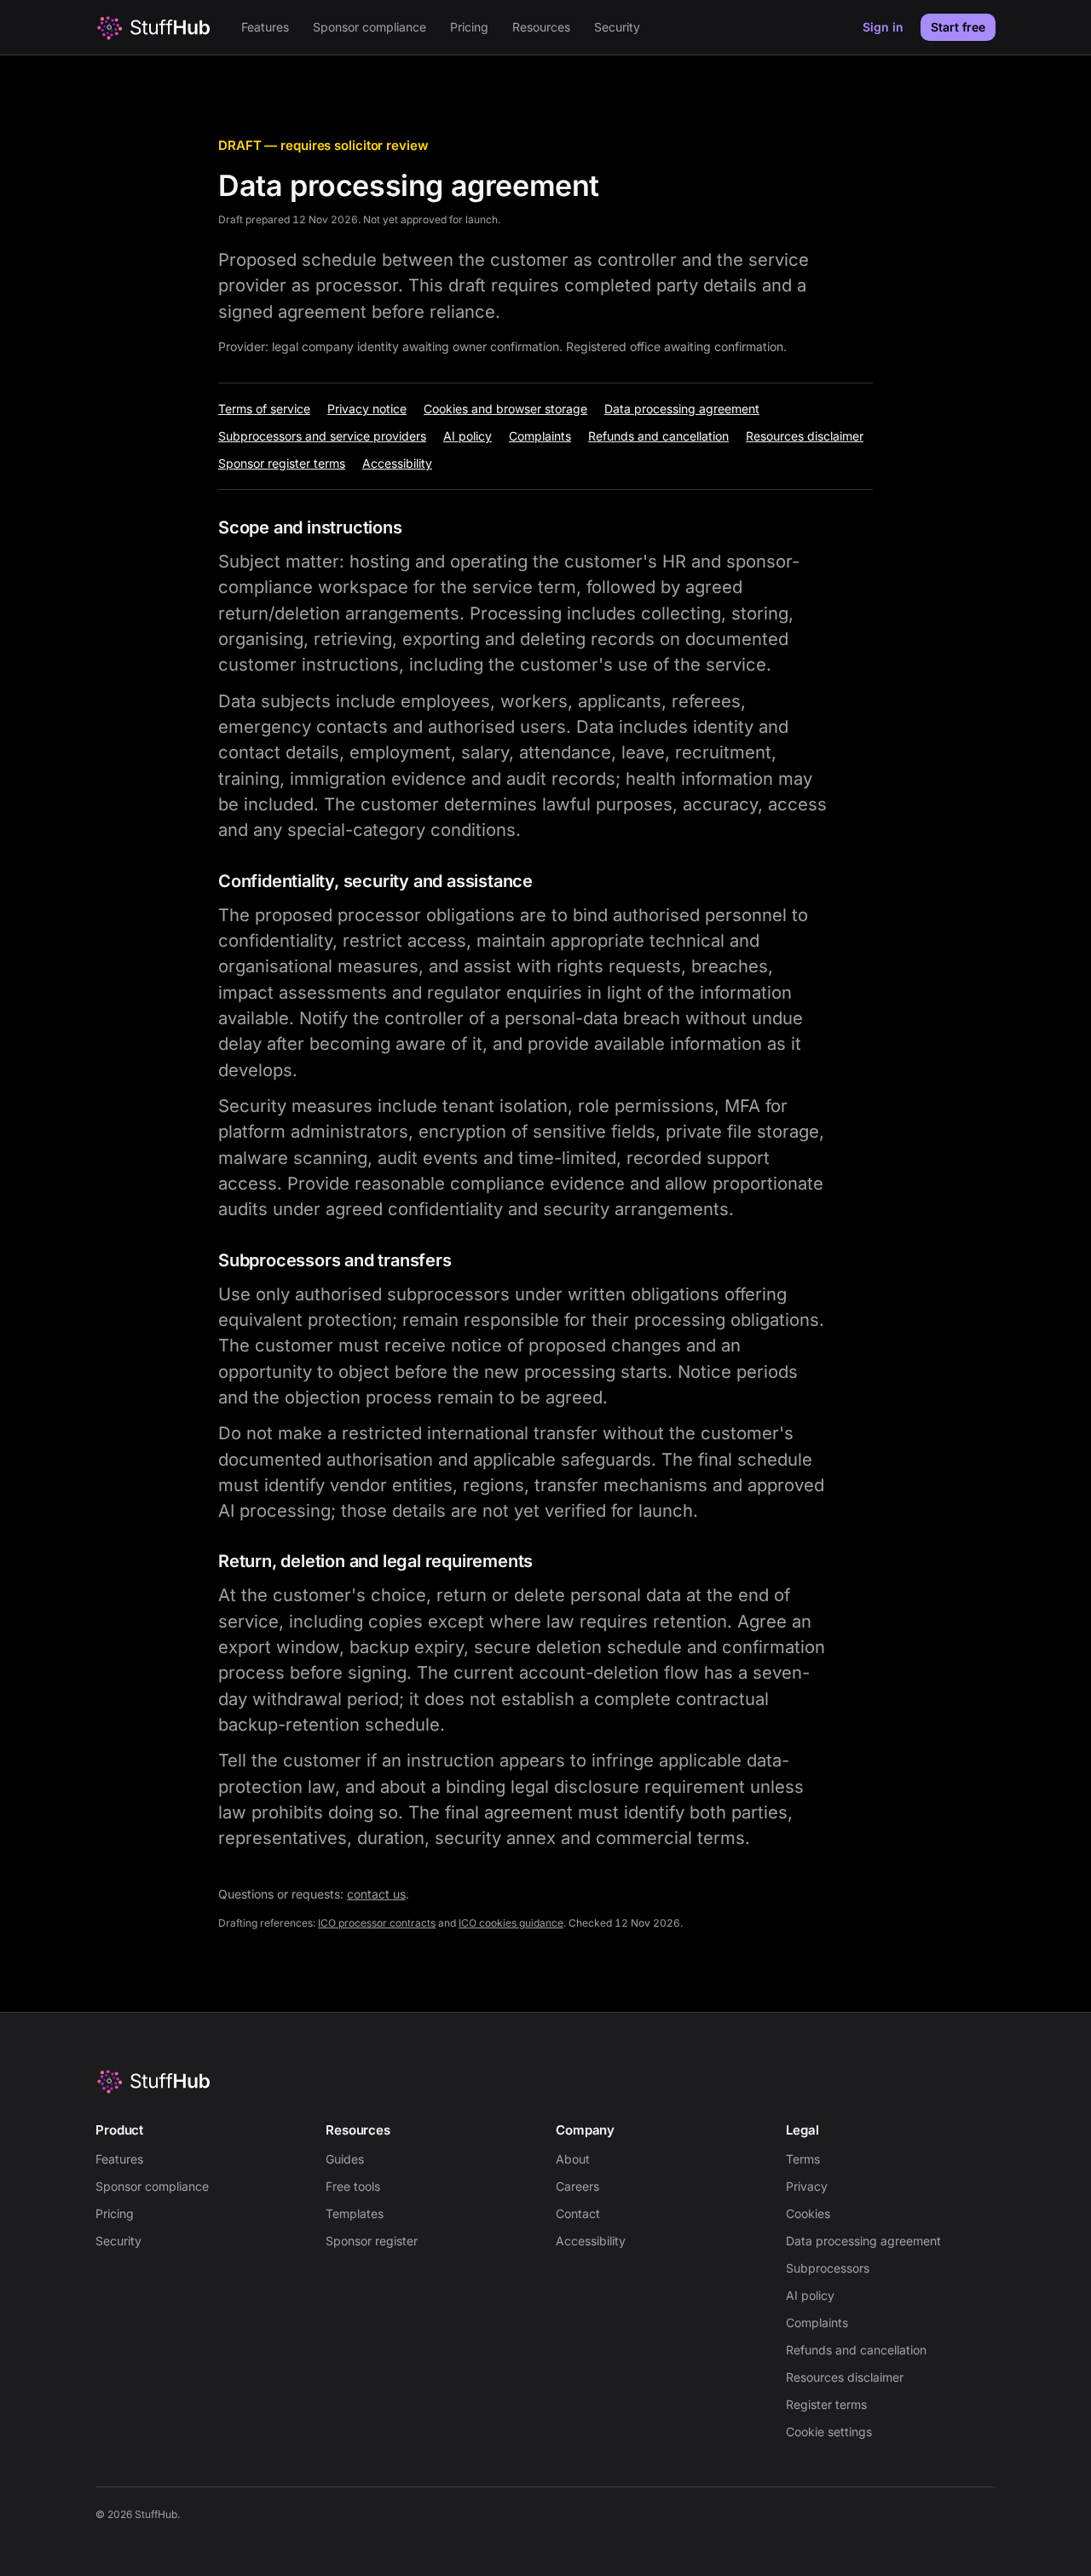 StuffHub Features Sponsor compliance Pricing Resources Security Sign in Start free
DRAFT — requires solicitor review
Data processing agreement
Draft prepared 12 Nov 2026. Not yet approved for launch.
Proposed schedule between the customer as controller and the service
provider as processor. This draft requires completed party details and a
signed agreement before reliance.
Provider: legal company identity awaiting owner confirmation. Registered office awaiting confirmation.
Terms of service Privacy notice Cookies and browser storage Data processing agreement
Subprocessors and service providers AI policy Complaints Refunds and cancellation Resources disclaimer
Sponsor register terms Accessibility
Scope and instructions
Subject matter: hosting and operating the customer's HR and sponsor-
compliance workspace for the service term, followed by agreed
return/deletion arrangements. Processing includes collecting, storing,
organising, retrieving, exporting and deleting records on documented
customer instructions, including the customer's use of the service.
Data subjects include employees, workers, applicants, referees,
emergency contacts and authorised users. Data includes identity and
contact details, employment, salary, attendance, leave, recruitment,
training, immigration evidence and audit records; health information may
be included. The customer determines lawful purposes, accuracy, access
and any special-category conditions.
Confidentiality, security and assistance
The proposed processor obligations are to bind authorised personnel to
confidentiality, restrict access, maintain appropriate technical and
organisational measures, and assist with rights requests, breaches,
impact assessments and regulator enquiries in light of the information
available. Notify the controller of a personal-data breach without undue
delay after becoming aware of it, and provide available information as it
develops.
Security measures include tenant isolation, role permissions, MFA for
platform administrators, encryption of sensitive fields, private file storage,
malware scanning, audit events and time-limited, recorded support
access. Provide reasonable compliance evidence and allow proportionate
audits under agreed confidentiality and security arrangements.
Subprocessors and transfers
Use only authorised subprocessors under written obligations offering
equivalent protection; remain responsible for their processing obligations.
The customer must receive notice of proposed changes and an
opportunity to object before the new processing starts. Notice periods
and the objection process remain to be agreed.
Do not make a restricted international transfer without the customer's
documented authorisation and applicable safeguards. The final schedule
must identify vendor entities, regions, transfer mechanisms and approved
AI processing; those details are not yet verified for launch.
Return, deletion and legal requirements
At the customer's choice, return or delete personal data at the end of
service, including copies except where law requires retention. Agree an
export window, backup expiry, secure deletion schedule and confirmation
process before signing. The current account-deletion flow has a seven-
day withdrawal period; it does not establish a complete contractual
backup-retention schedule.
Tell the customer if an instruction appears to infringe applicable data-
protection law, and about a binding legal disclosure requirement unless
law prohibits doing so. The final agreement must identify both parties,
representatives, duration, security annex and commercial terms.
Questions or requests: contact us.
Drafting references: ICO processor contracts and ICO cookies guidance. Checked 12 Nov 2026.
StuffHub
Product
Features
Sponsor compliance
Pricing
Security
Resources
Guides
Free tools
Templates
Sponsor register
Company
About
Careers
Contact
Accessibility
Legal
Terms
Privacy
Cookies
Data processing agreement
Subprocessors
AI policy
Complaints
Refunds and cancellation
Resources disclaimer
Register terms
Cookie settings
© 2026 StuffHub.